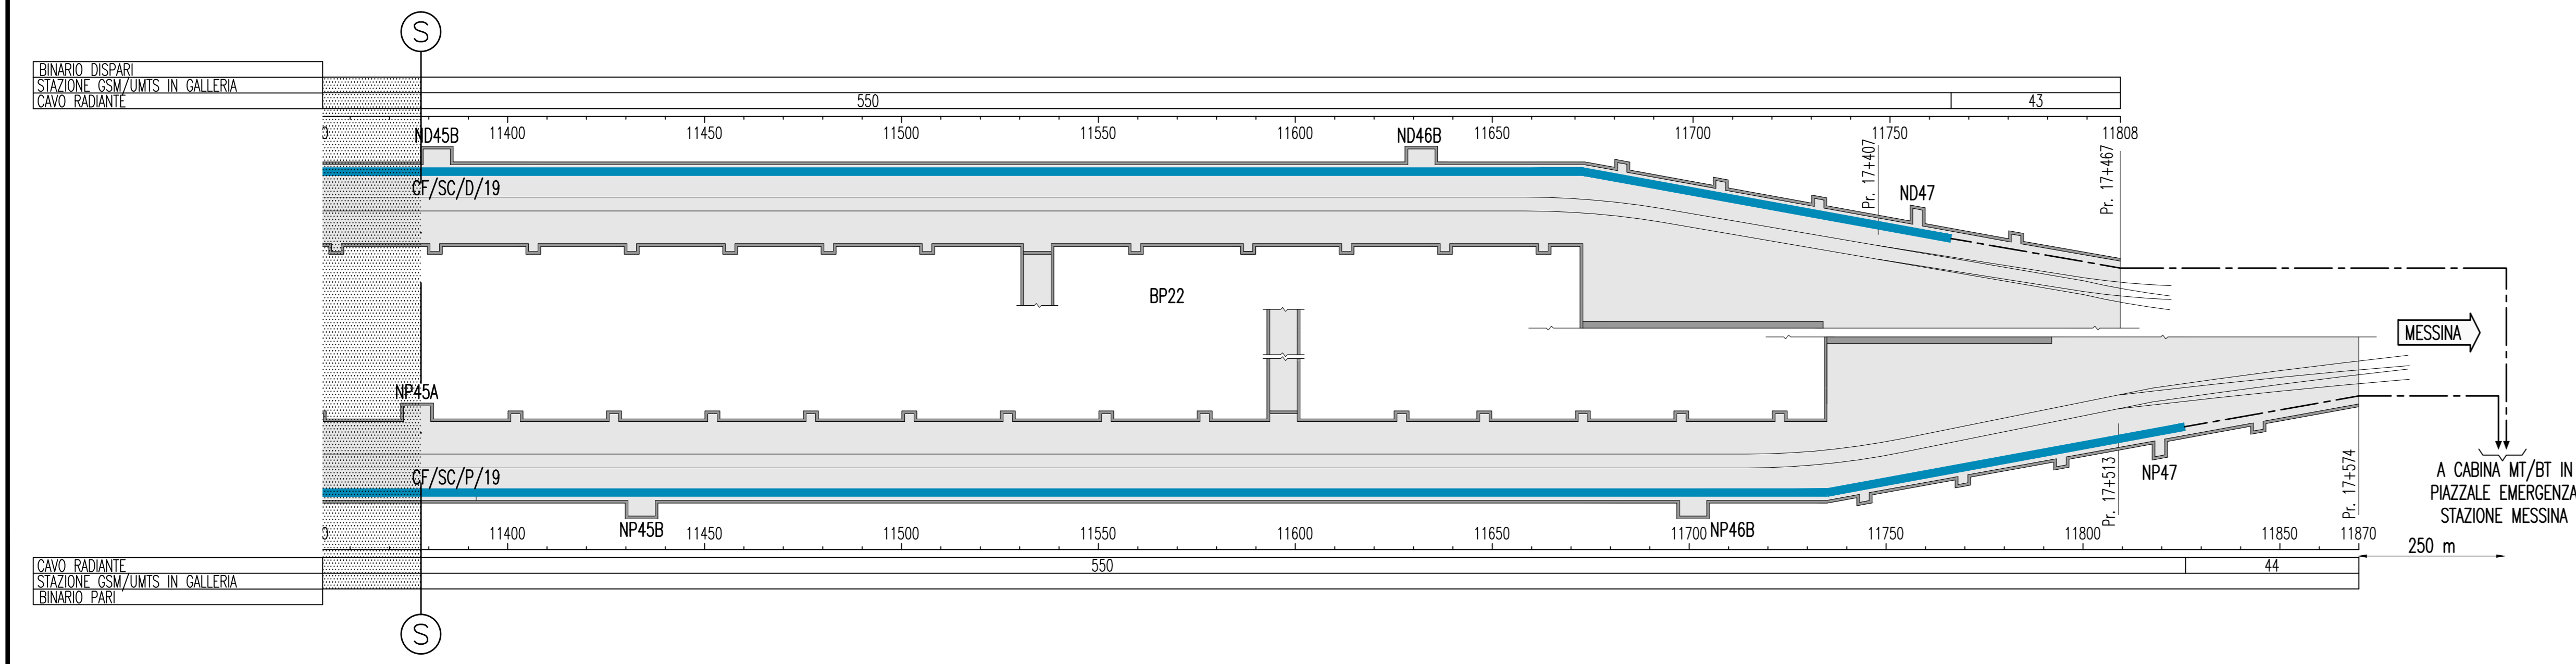 S
BINARIO DISPARI
STAZIONE GSM/UMTS IN GALLERIA
CAVO RADIANTE
550
43
0
11400
11450
11500
11550
11600
11650
11700
11750
11808
ND45B
ND46B
Pr. 17+407
Pr. 17+467
CF/SC/D/19
ND47
BP22
MESSINA
NP45A
CF/SC/P/19
Pr. 17+513
NP47
Pr. 17+574
A CABINA MT/BT IN
PIAZZALE EMERGENZA
STAZIONE MESSINA
NP45B
NP46B
0
11400
11450
11500
11550
11600
11650
11700
11750
11800
11850
11870
250 m
CAVO RADIANTE
550
44
STAZIONE GSM/UMTS IN GALLERIA
BINARIO PARI
S